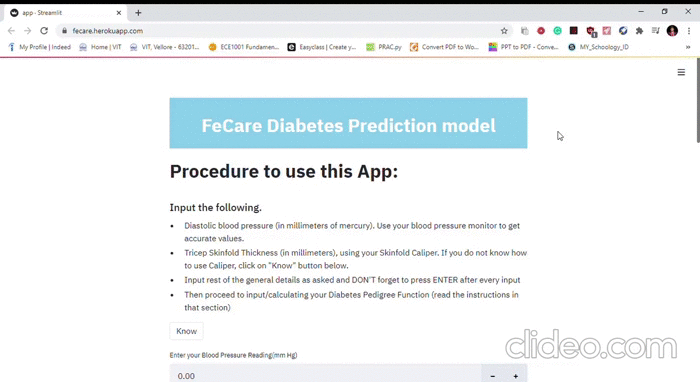 app · Streamlit
fecare.herokuapp.com
My Profile | Indeed
Home | VIT
VIT, Vellore - 63201...
ECE1001 Fundamen...
Easyclass | Create y...
PRAC.py
Convert PDF to Wo...
PPT to PDF - Conve...
MY_Schoology_ID
FeCare Diabetes Prediction model
Procedure to use this App:
Input the following.
Diastolic blood pressure (in millimeters of mercury). Use your blood pressure monitor to get
accurate values.
Tricep Skinfold Thickness (in millimeters), using your Skinfold Caliper. If you do not know how
to use Caliper, click on "Know" button below.
Input rest of the general details as asked and DON'T forget to press ENTER after every input
Then proceed to input/calculating your Diabetes Pedigree Function (read the instructions in
that section)
Know
Enter your Blood Pressure Reading(mm Hg)
0.00
clideo.com